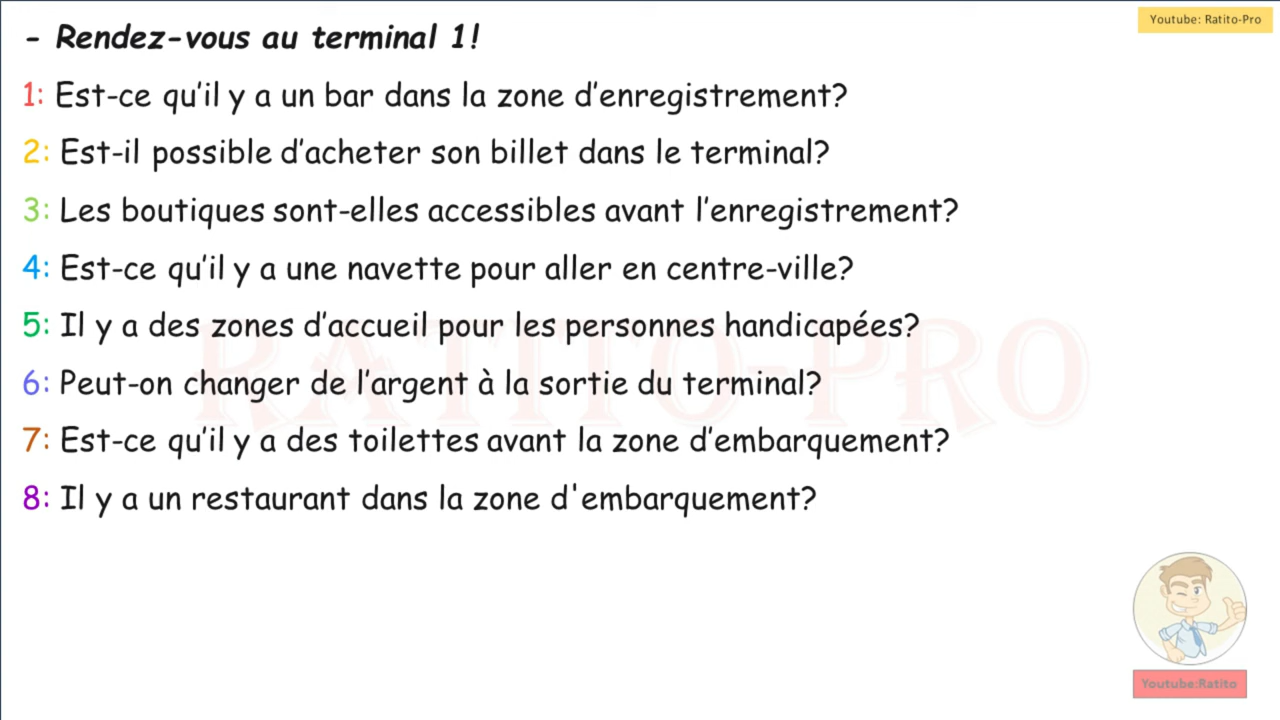 Youtube: Ratito-Pro
- Rendez-vous au terminal 1!
1: Est-ce qu’il y a un bar dans la zone d’enregistrement?
2: Est-il possible d’acheter son billet dans le terminal?
3: Les boutiques sont-elles accessibles avant l’enregistrement?
4: Est-ce qu’il y a une navette pour aller en centre-ville?
5: Il y a des zones d’accueil pour les personnes handicapées?
RATITO-PRO
6: Peut-on changer de l’argent à la sortie du terminal?
7: Est-ce qu’il y a des toilettes avant la zone d’embarquement?
8: Il y a un restaurant dans la zone d'embarquement?
Youtube:Ratito